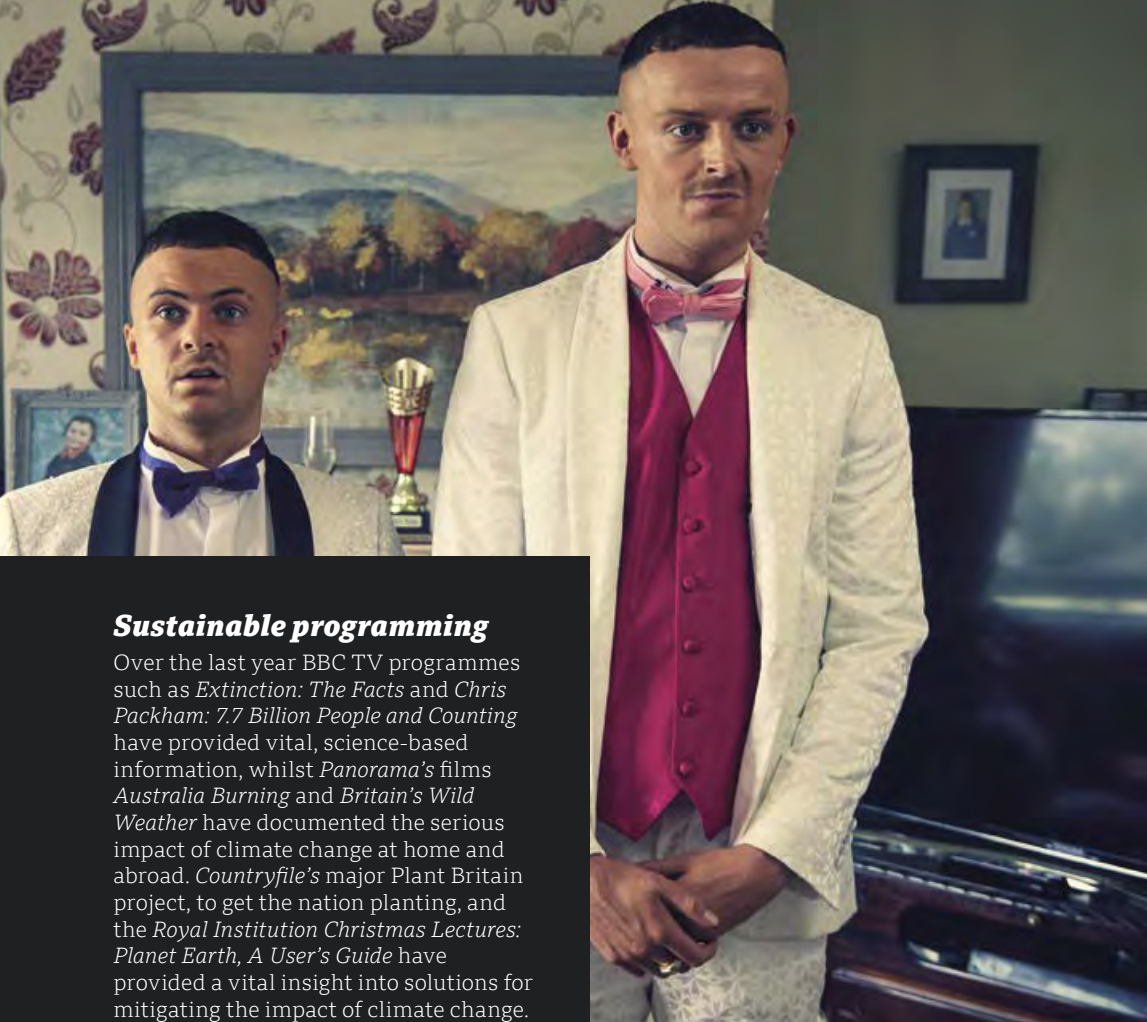 Sustainable programming
Over the last year BBC TV programmes
such as Extinction: The Facts and Chris
Packham: 7.7 Billion People and Counting
have provided vital, science-based
information, whilst Panorama’s films
Australia Burning and Britain’s Wild
Weather have documented the serious
impact of climate change at home and
abroad. Countryfile’s major Plant Britain
project, to get the nation planting, and
the Royal Institution Christmas Lectures:
Planet Earth, A User’s Guide have
provided a vital insight into solutions for
mitigating the impact of climate change.